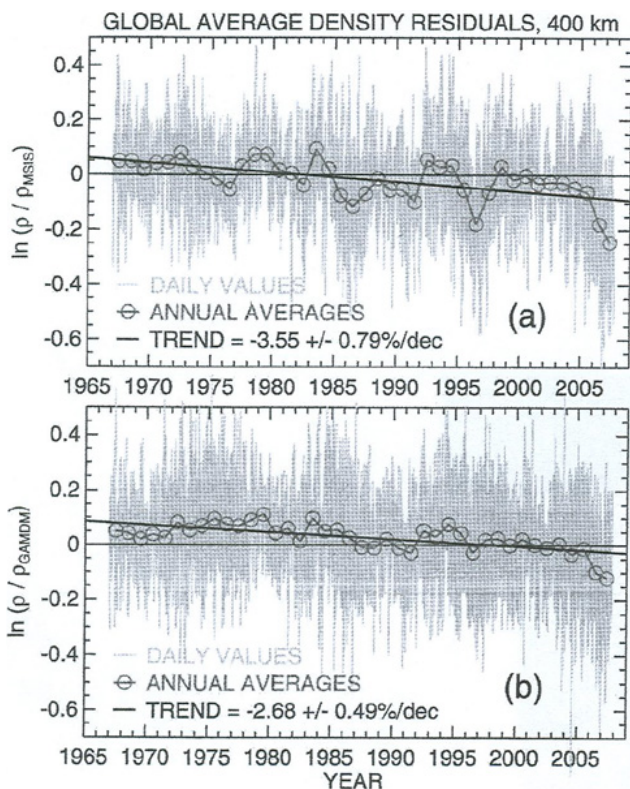 GLOBAL AVERAGE DENSITY RESIDUALS, 400 km
0.4
0.2
0
-0.2
-0.4
-0.6
ln (ρ / ρMSIS)
DAILY VALUES
ANNUAL AVERAGES
TREND = -3.55 +/- 0.79%/dec
(a)
1965 1970 1975 1980 1985 1990 1995 2000 2005
0.4
0.2
0
-0.2
-0.4
-0.6
ln (ρ / ρGAMDM)
DAILY VALUES
ANNUAL AVERAGES
TREND = -2.68 +/- 0.49%/dec
(b)
1965 1970 1975 1980 1985 1990 1995 2000 2005
YEAR